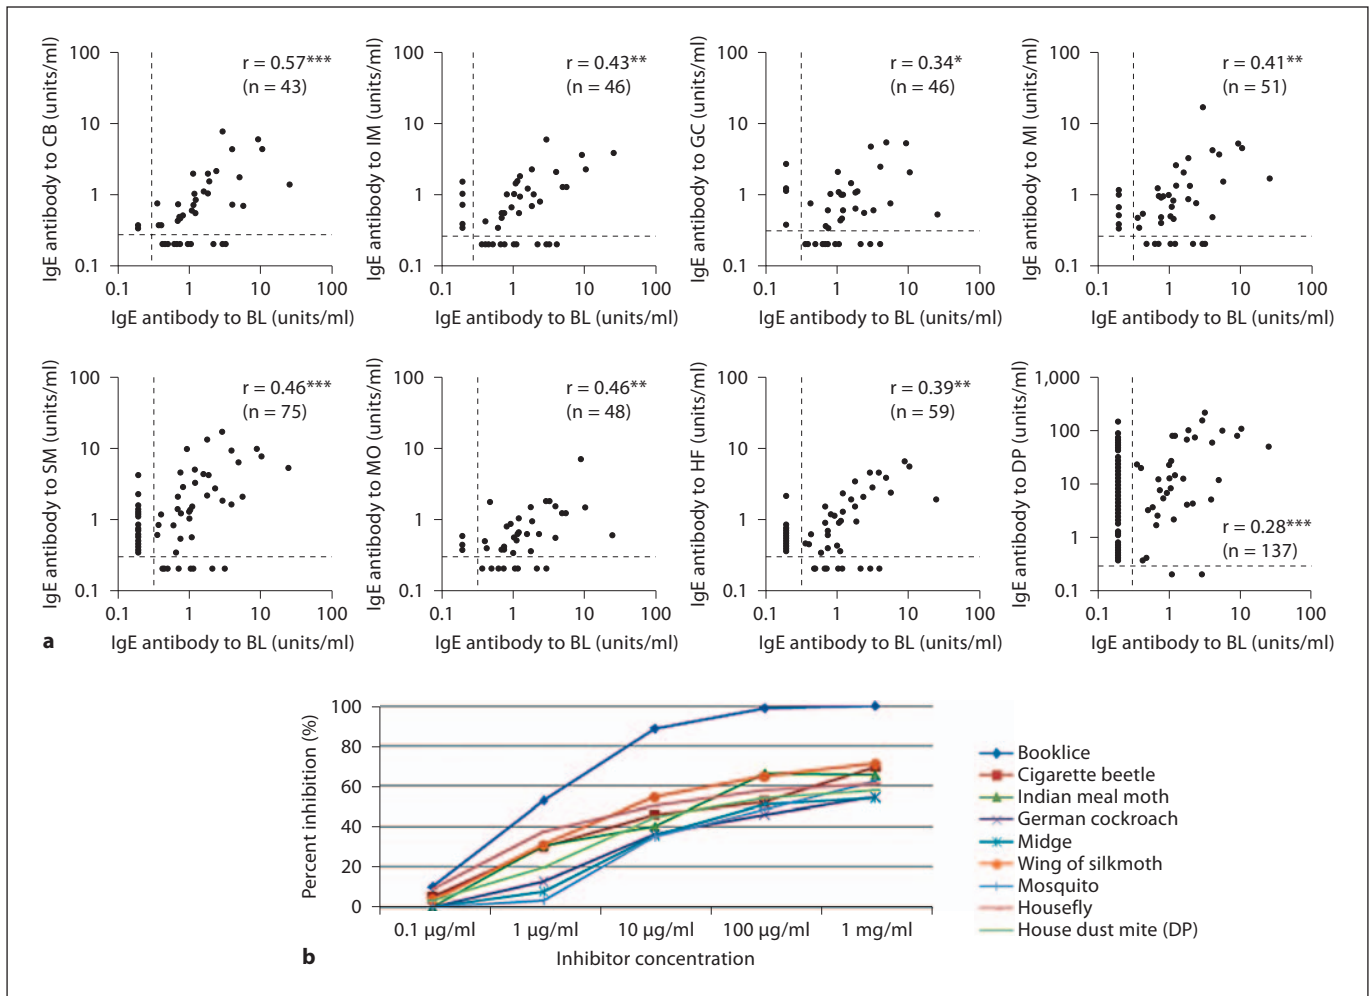 IgE antibody to CB (units/ml)
100
10
1
0.1
r = 0.57***
(n = 43)
0.1 1 10 100
IgE antibody to BL (units/ml)
IgE antibody to IM (units/ml)
100
10
1
0.1
r = 0.43**
(n = 46)
0.1 1 10 100
IgE antibody to BL (units/ml)
IgE antibody to GC (units/ml)
100
10
1
0.1
r = 0.34*
(n = 46)
0.1 1 10 100
IgE antibody to BL (units/ml)
IgE antibody to MI (units/ml)
100
10
1
0.1
r = 0.41**
(n = 51)
0.1 1 10 100
IgE antibody to BL (units/ml)
IgE antibody to SM (units/ml)
100
10
1
0.1
r = 0.46***
(n = 75)
0.1 1 10 100
IgE antibody to BL (units/ml)
IgE antibody to MO (units/ml)
100
10
1
0.1
r = 0.46**
(n = 48)
0.1 1 10 100
IgE antibody to BL (units/ml)
IgE antibody to HF (units/ml)
100
10
1
0.1
r = 0.39**
(n = 59)
0.1 1 10 100
IgE antibody to BL (units/ml)
IgE antibody to DP (units/ml)
1,000
100
10
1
0.1
r = 0.28***
(n = 137)
0.1 1 10 100
IgE antibody to BL (units/ml)
a
Percent inhibition (%)
100
80
60
40
20
0
0.1 µg/ml 1 µg/ml 10 µg/ml 100 µg/ml 1 mg/ml
Inhibitor concentration
Booklice
Cigarette beetle
Indian meal moth
German cockroach
Midge
Wing of silkmoth
Mosquito
Housefly
House dust mite (DP)
b